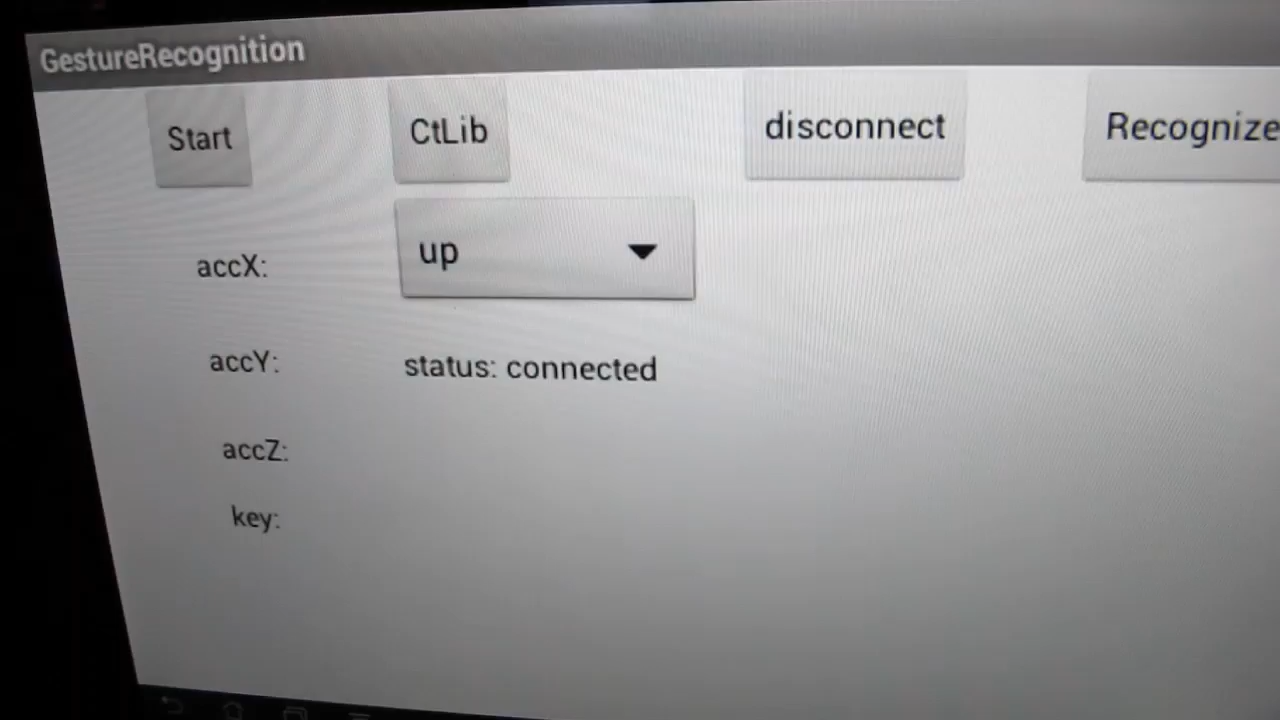 GestureRecognition
Start
CtLib
disconnect
Recognize
up
accX:
accY:
status: connected
accZ:
key: